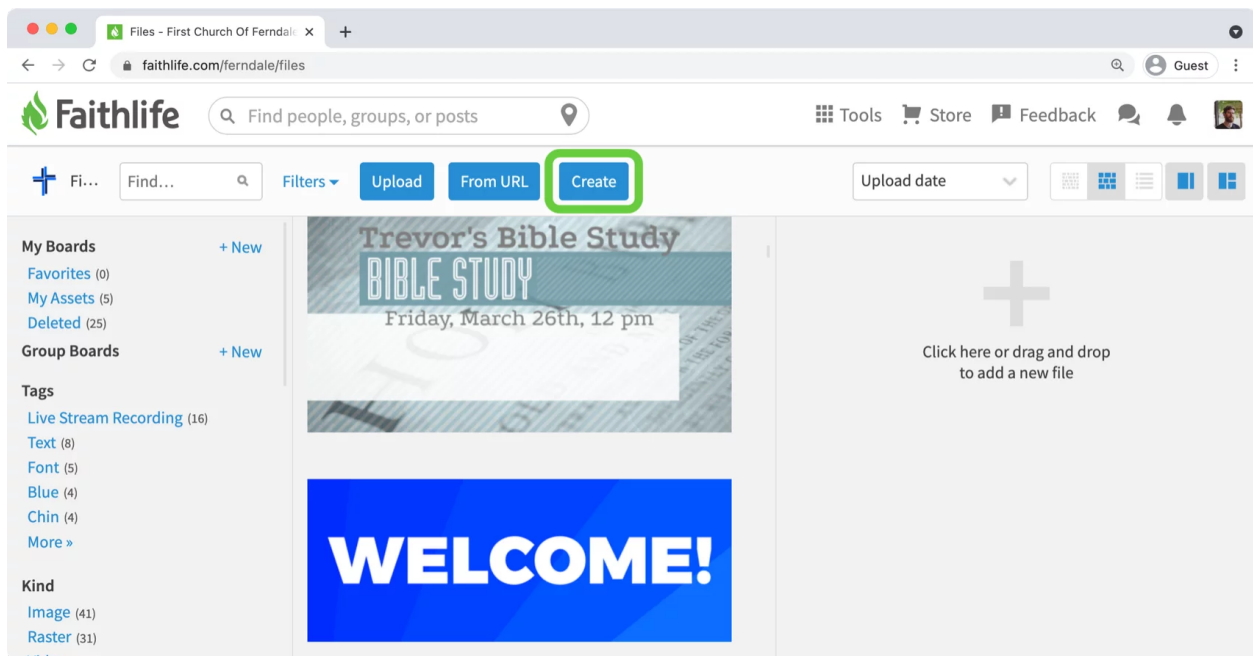 Files - First Church Of Ferndale
faithlife.com/ferndale/files
Guest
Faithlife
Find people, groups, or posts
Tools
Store
Feedback
Fi...
Find...
Filters
Upload
From URL
Create
Upload date
My Boards
+ New
Favorites (0)
My Assets (5)
Deleted (25)
Group Boards
+ New
Tags
Live Stream Recording (16)
Text (8)
Font (5)
Blue (4)
Chin (4)
More »
Kind
Image (41)
Raster (31)
Trevor's Bible Study
BIBLE STUDY
Friday, March 26th, 12 pm
WELCOME!
Click here or drag and drop
to add a new file